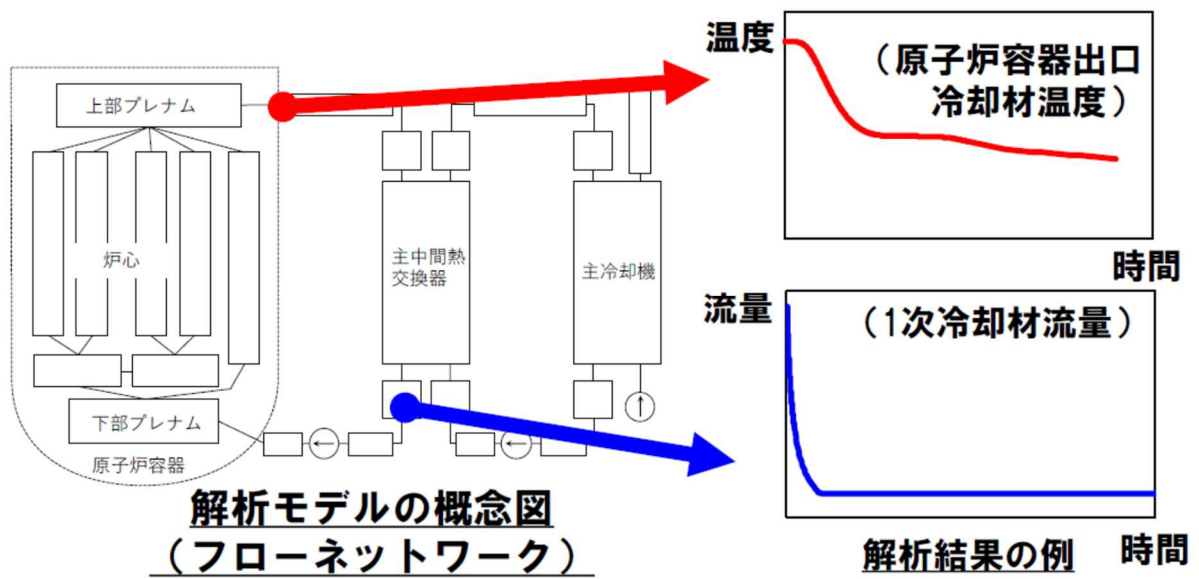 上部プレナム
炉心
下部プレナム
原子炉容器
主中間熱
交換器
主冷却機
解析モデルの概念図
（フローネットワーク）
温度
（原子炉容器出口
冷却材温度）
時間
流量
（1次冷却材流量）
時間
解析結果の例